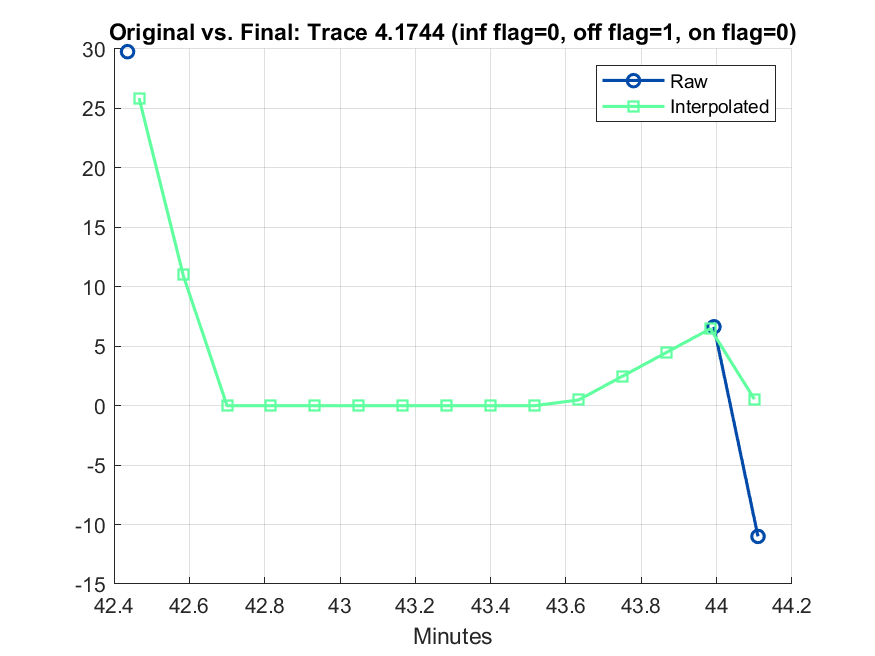 Original vs. Final: Trace 4.1744 (inf flag=0, off flag=1, on flag=0)
Raw
Interpolated
30
25
20
15
10
5
0
-5
-10
-15
42.4 42.6 42.8 43 43.2 43.4 43.6 43.8 44 44.2
Minutes